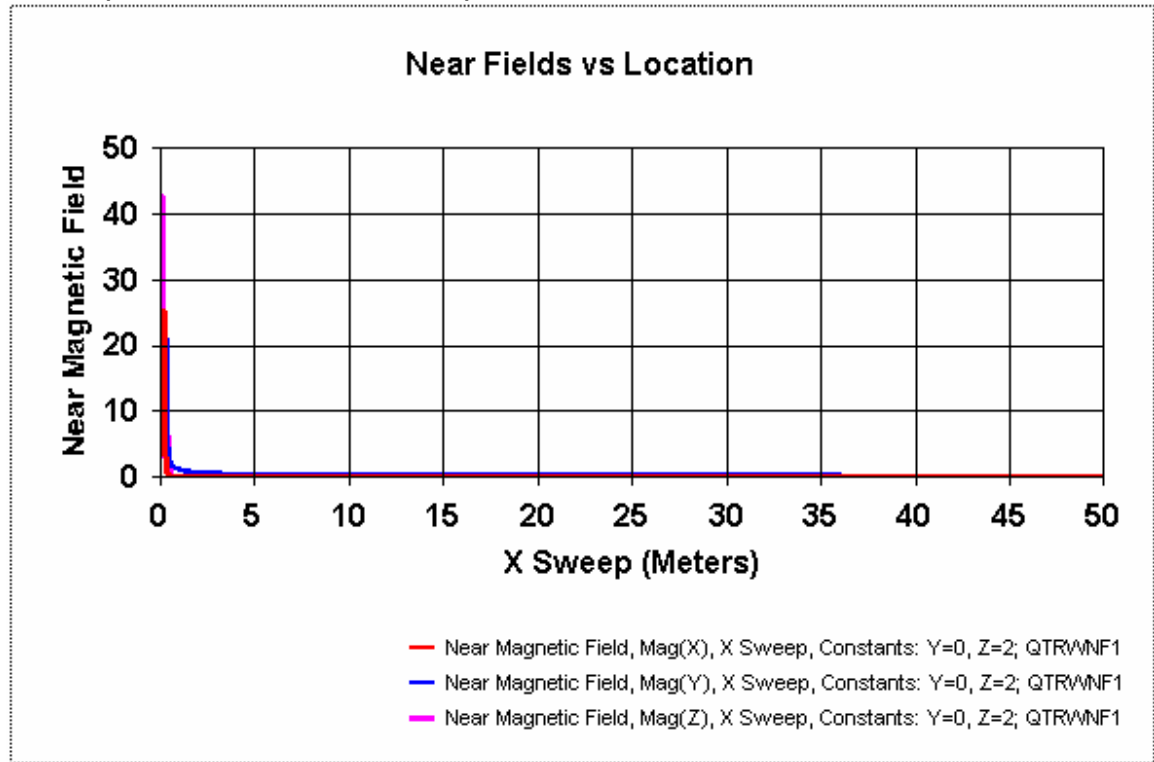 Near Fields vs Location
Near Magnetic Field
50
40
30
20
10
0
0 5 10 15 20 25 30 35 40 45 50
X Sweep (Meters)
Near Magnetic Field, Mag(X), X Sweep, Constants: Y=0, Z=2; QTRWNF1
Near Magnetic Field, Mag(Y), X Sweep, Constants: Y=0, Z=2; QTRWNF1
Near Magnetic Field, Mag(Z), X Sweep, Constants: Y=0, Z=2; QTRWNF1